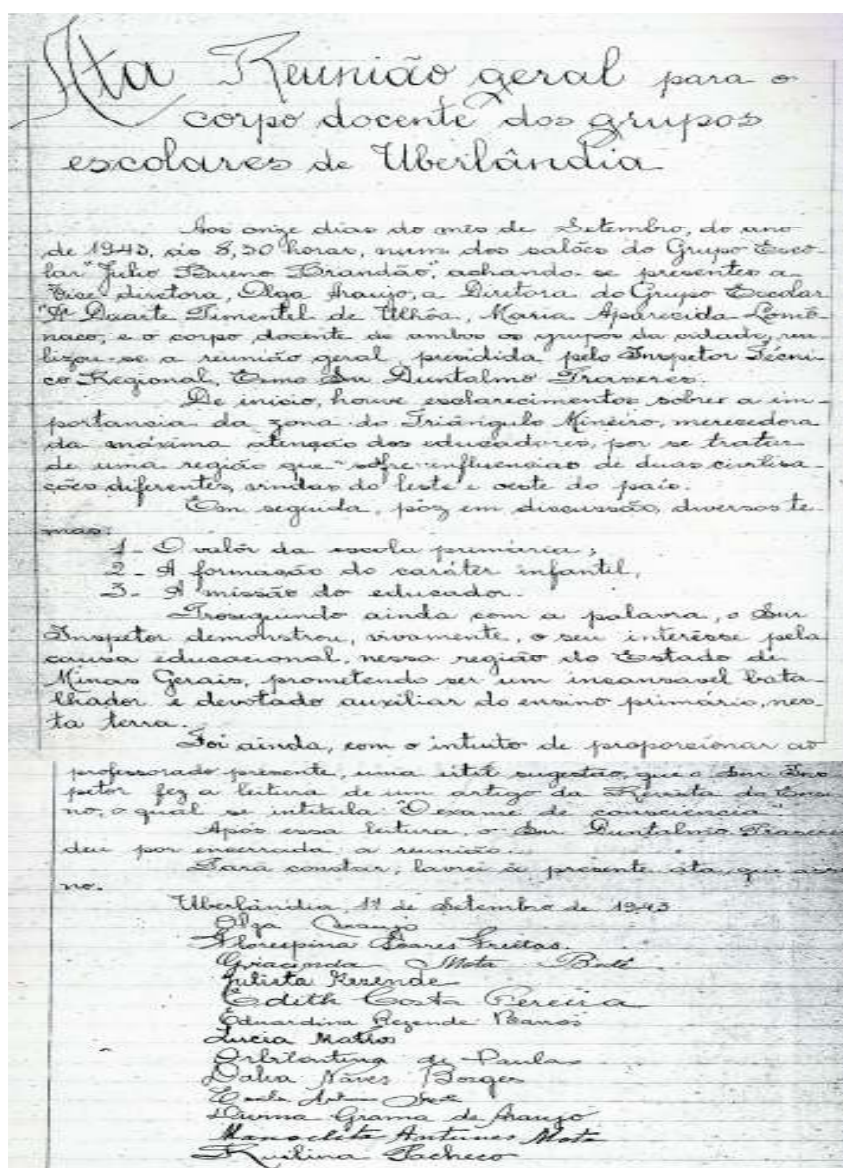 Ata Reunião geral para o
corpo docente dos grupos
escolares de Uberlândia
Aos onze dias do mês de Setembro, do ano
de 1943, às 8,30 horas, num dos salões do Grupo Esco-
lar "Julio Bueno Brandão", achando-se presentes a
diretora, Olga Araujo, a Diretora do Grupo Escolar
Duarte Pimentel de Ulhôa, Maria Aparecida
e o corpo docente de ambos os grupos da cidade, rea
lizou-se a reunião geral, presidida pelo Inspetor Técni-
co Regional, Exmo Snr Duntalmo
De inicio, houve esclarecimentos sobre a im-
portancia da zona do Triângulo Mineiro, merecedora
da máxima atenção dos educadores, por se tratar
de uma região que sofre influencias de duas civilisa-
ções diferentes, vindas do leste e oeste do país.
Em seguida, pôz em discussão, diversos te-
mas:
1- O valôr da escola primária;
2- A formação do caráter infantil,
3- A missão do educador.
Proseguindo ainda com a palavra, o Snr
Inspetor demonstrou, vivamente, o seu interêsse pela
causa educacional, nessa região do Estado de
Minas Gerais, prometendo ser um incansavel bata-
lhador e devotado auxiliar do ensino primário, nes-
ta terra.
Foi ainda, com o intuito de proporcionar ao
professorado presente, uma util sugestão, que o Snr Ins
petor fez a leitura de um artigo da Revista do Ensi
no, o qual se intitula "O exame de consciencia".
Após essa leitura, o Snr Duntalmo
deu por encerrada a reunião.
Para constar, lavrei a presente ata, que assi
no.
Uberlândia, 11 de Setembro de 1943
Olga Araujo
Florespina Soares Freitas.
Mota
Julieta Rezende
Edith Costa Pereira
Eduardina Rezende Barros
Lucia Mattos
de Paula
Dalva Naves Borges
Divina Grama de Araujo
Manoelita Antunes Mota
Pacheco